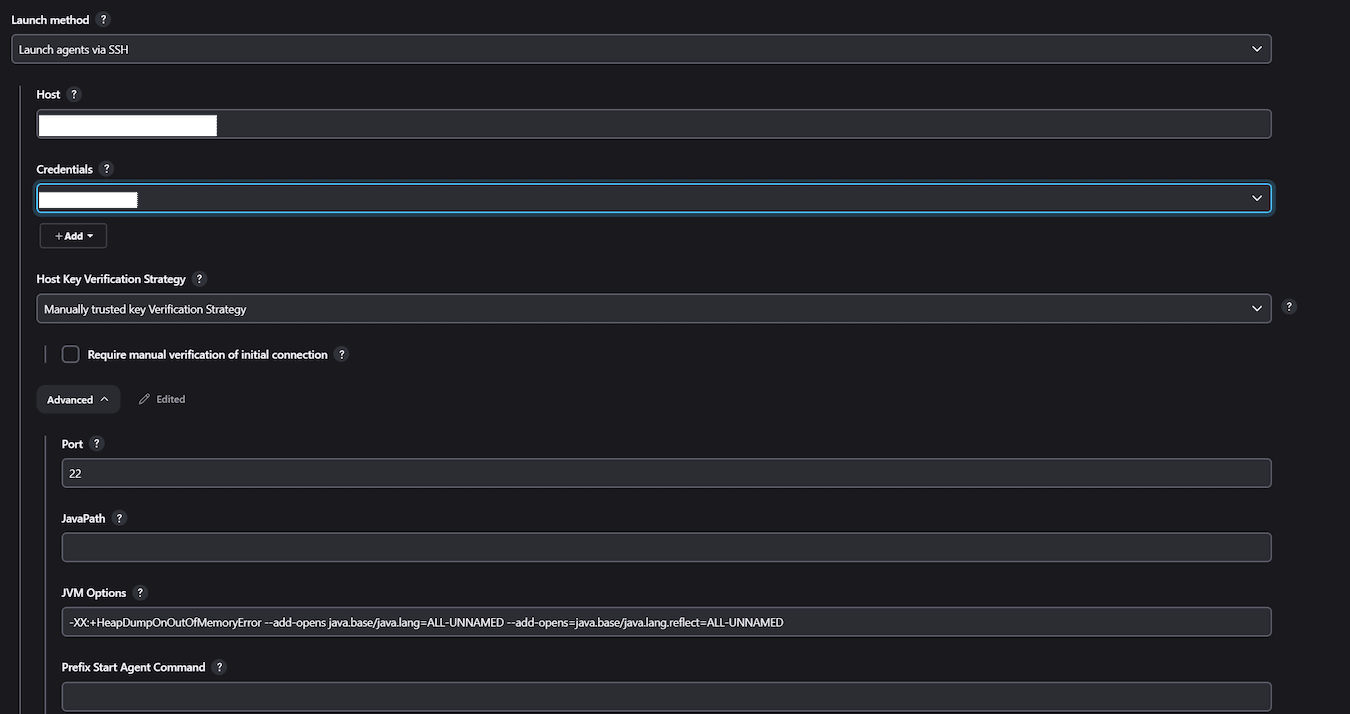 Launch method ?
Launch agents via SSH
Host ?
Credentials ?
+ Add
Host Key Verification Strategy ?
Manually trusted key Verification Strategy
?
Require manual verification of initial connection ?
Advanced
Edited
Port ?
22
JavaPath ?
JVM Options ?
-XX:+HeapDumpOnOutOfMemoryError --add-opens java.base/java.lang=ALL-UNNAMED --add-opens=java.base/java.lang.reflect=ALL-UNNAMED
Prefix Start Agent Command ?